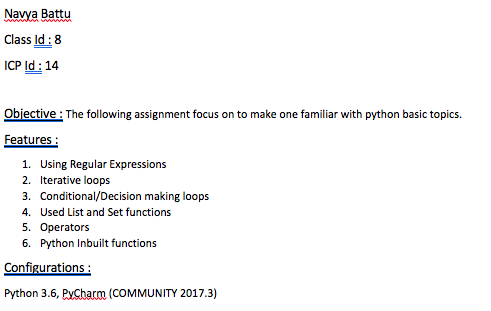 Navya Battu
Class Id : 8
ICP Id : 14
Objective : The following assignment focus on to make one familiar with python basic topics.
Features :
1. Using Regular Expressions
2. Iterative loops
3. Conditional/Decision making loops
4. Used List and Set functions
5. Operators
6. Python Inbuilt functions
Configurations :
Python 3.6, PyCharm (COMMUNITY 2017.3)